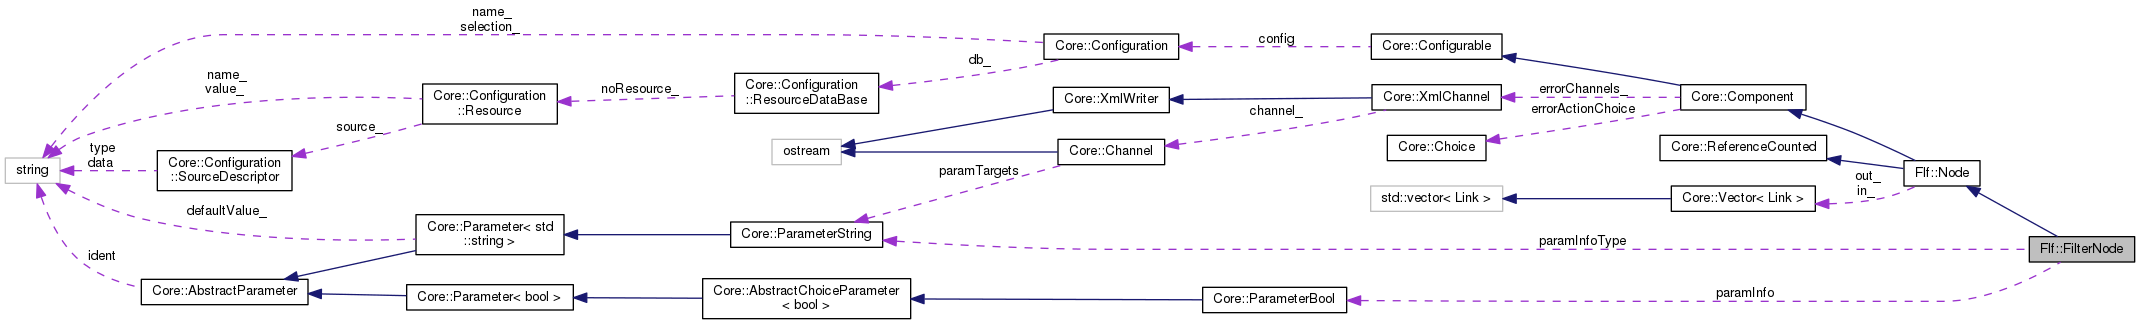 name_
selection_
Core::Configuration
config
Core::Configurable
db_
name_
value_
Core::Configuration
::Resource
noResource_
Core::Configuration
::ResourceDataBase
Core::XmlWriter
Core::XmlChannel
errorChannels_
errorActionChoice
Core::Component
channel_
source_
type
data
string
Core::Configuration
::SourceDescriptor
ostream
Core::Channel
Core::Choice
Core::ReferenceCounted
Flf::Node
paramTargets
out_
in_
std::vector< Link >
Core::Vector< Link >
defaultValue_
Core::Parameter< std
::string >
Core::ParameterString
paramInfoType
Flf::FilterNode
ident
Core::AbstractParameter
Core::Parameter< bool >
Core::AbstractChoiceParameter
< bool >
Core::ParameterBool
paramInfo